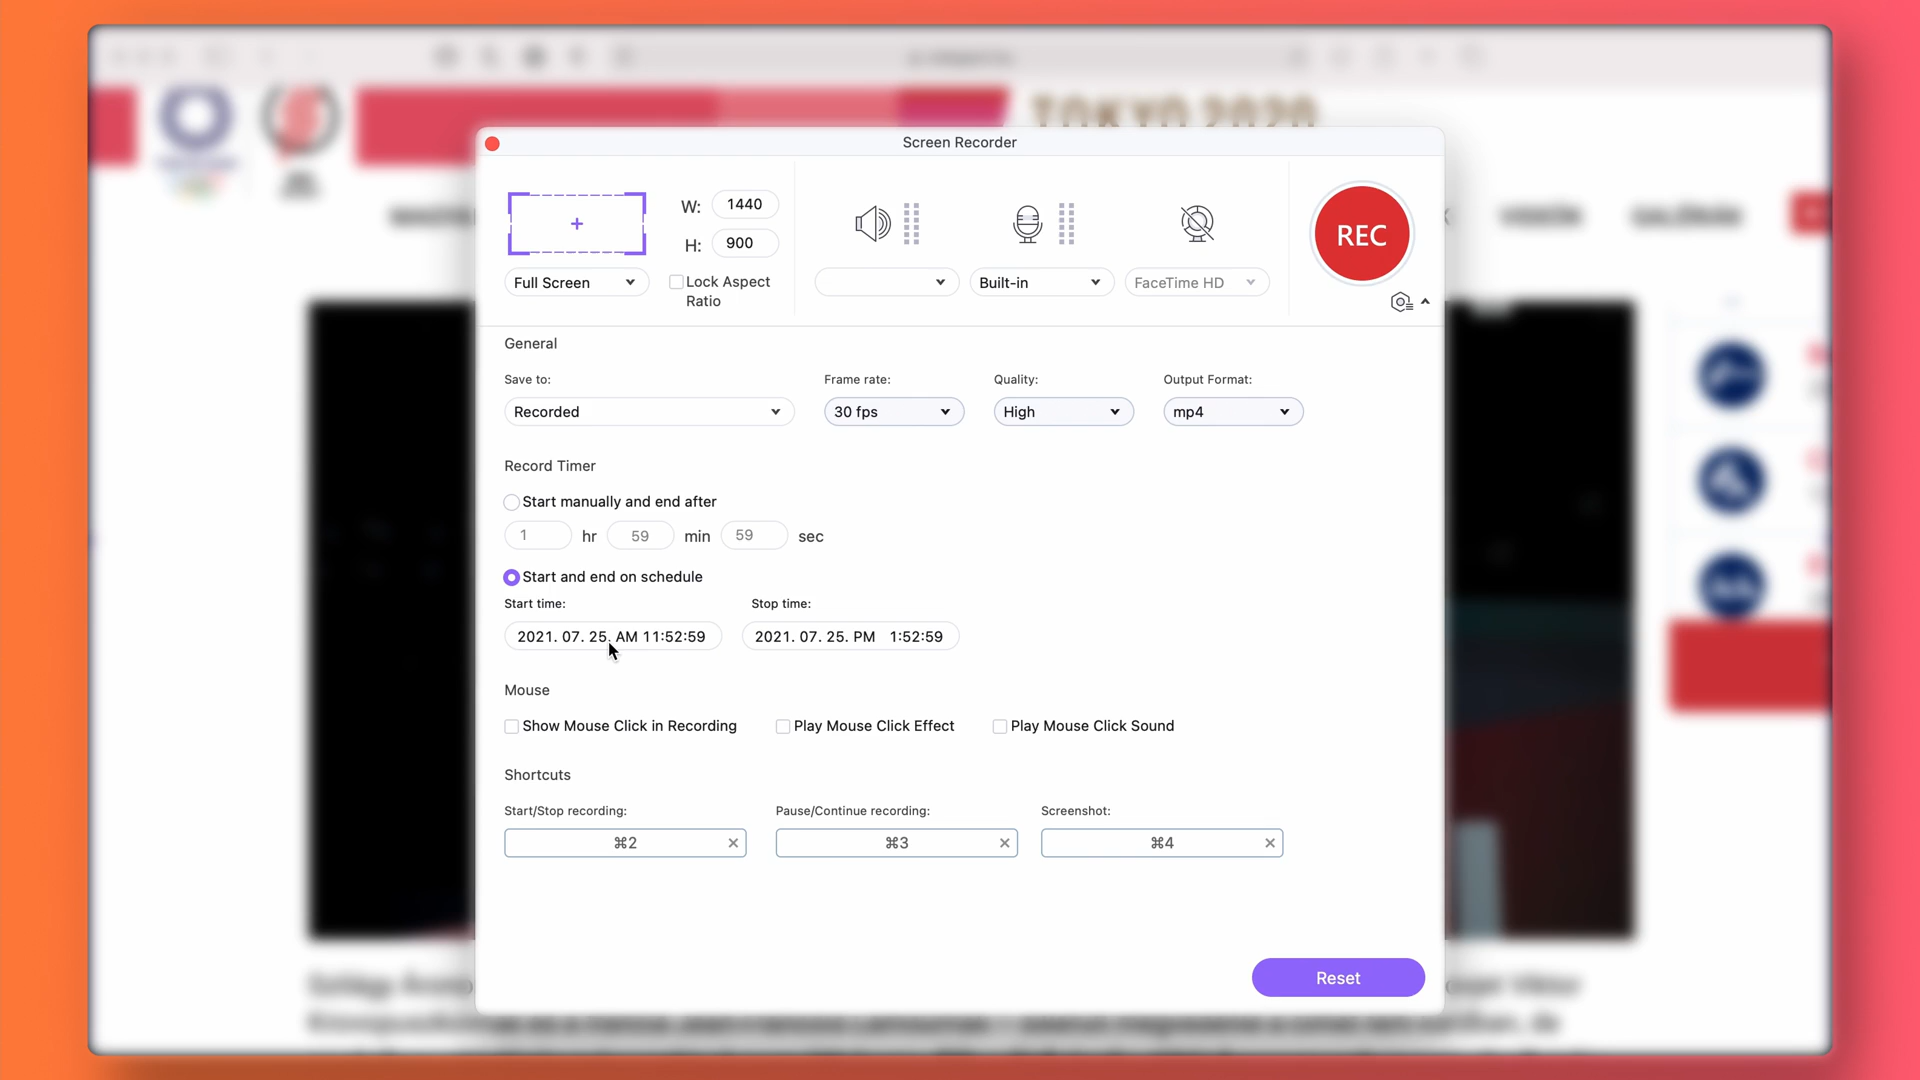 TOKYO 2020
Screen Recorder
W: 1440
H: 900
Full Screen
Lock Aspect
Ratio
Built-in
FaceTime HD
REC
General
Save to:
Frame rate:
Quality:
Output Format:
Recorded
30 fps
High
mp4
Record Timer
Start manually and end after
1 hr 59 min 59 sec
Start and end on schedule
Start time:
Stop time:
2021. 07. 25. AM 11:52:59
2021. 07. 25. PM 1:52:59
Mouse
Show Mouse Click in Recording
Play Mouse Click Effect
Play Mouse Click Sound
Shortcuts
Start/Stop recording:
Pause/Continue recording:
Screenshot:
⌘2
⌘3
⌘4
Reset